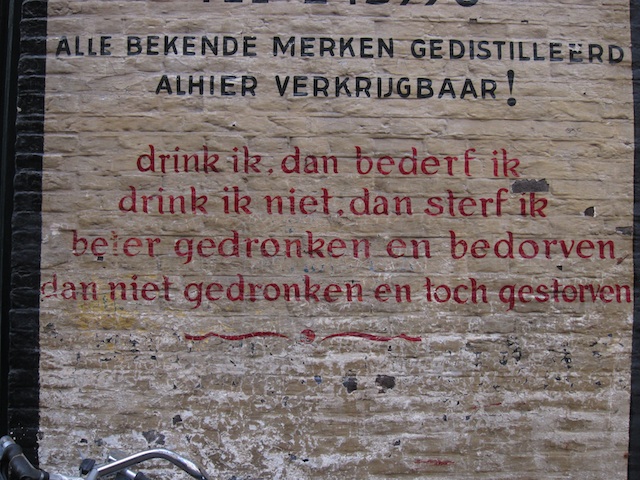 ALLE BEKENDE MERKEN GEDISTILLEERD
ALHIER VERKRIJGBAAR!
drink ik, dan bederf ik
drink ik niet, dan sterf ik
beter gedronken en bedorven,
dan niet gedronken en toch gestorven